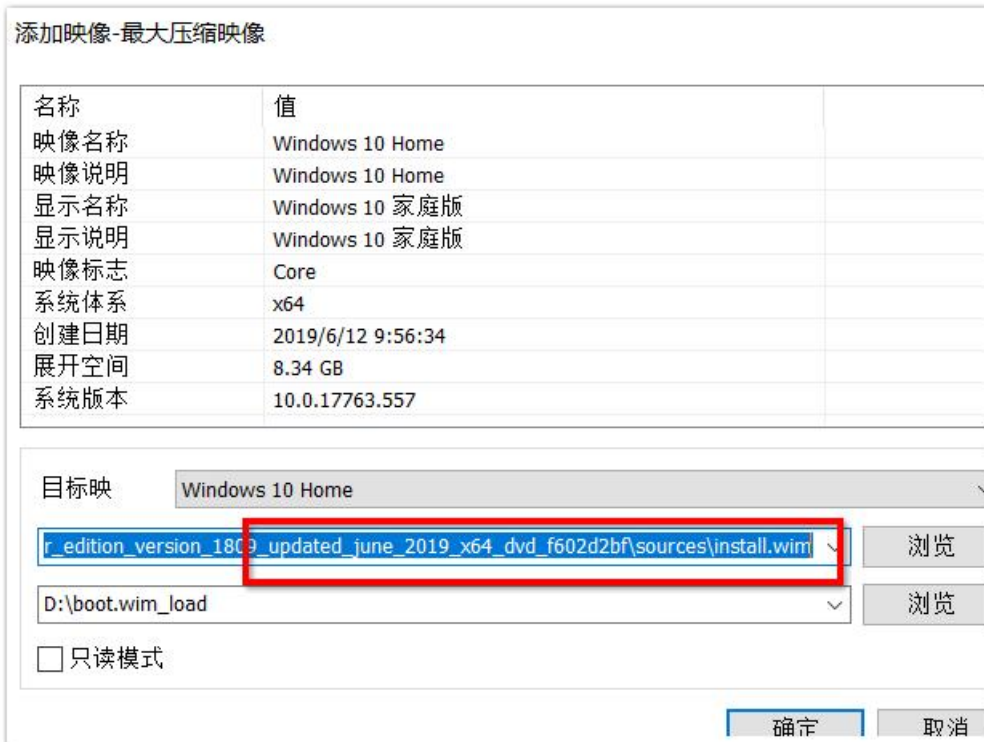 添加映像-最大压缩映像
名称 值
映像名称 Windows 10 Home
映像说明 Windows 10 Home
显示名称 Windows 10 家庭版
显示说明 Windows 10 家庭版
映像标志 Core
系统体系 x64
创建日期 2019/6/12 9:56:34
展开空间 8.34 GB
系统版本 10.0.17763.557
目标映 Windows 10 Home
r_edition_version_1809_updated_june_2019_x64_dvd_f602d2bf\sources\install.wim 浏览
D:\boot.wim_load 浏览
只读模式
确定 取消